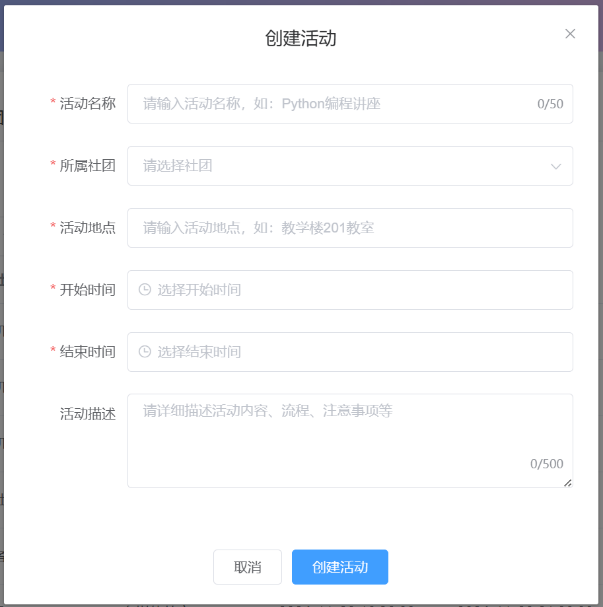 创建活动
* 活动名称 请输入活动名称，如：Python编程讲座 0/50
* 所属社团 请选择社团
* 活动地点 请输入活动地点，如：教学楼201教室
* 开始时间 选择开始时间
* 结束时间 选择结束时间
活动描述 请详细描述活动内容、流程、注意事项等
0/500
取消 创建活动